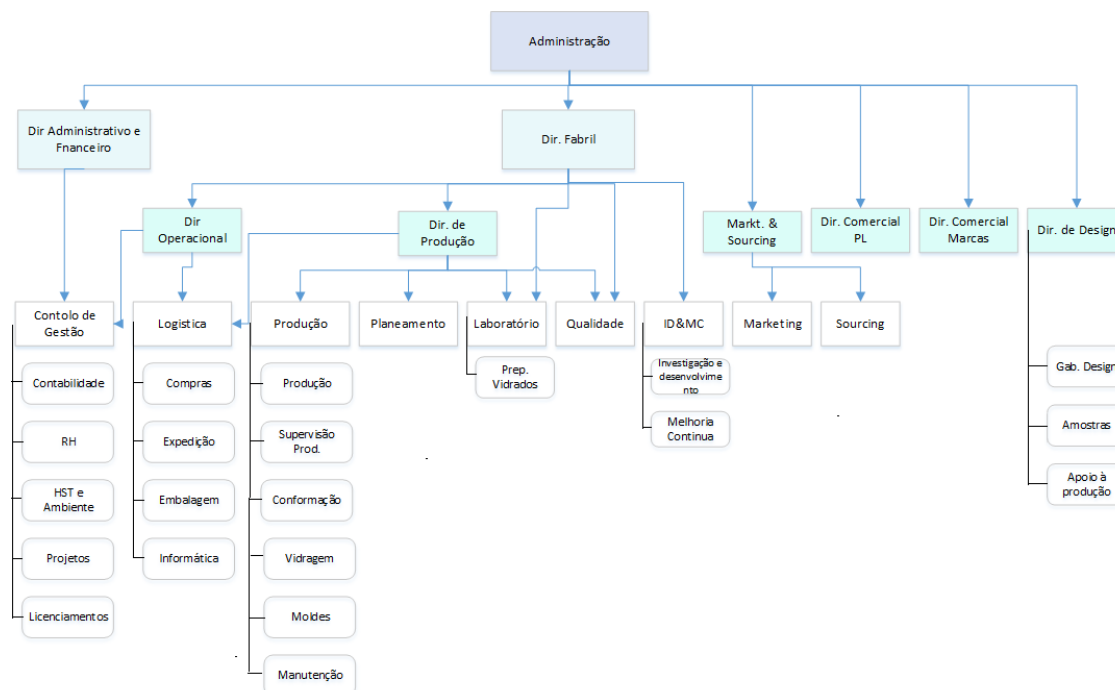 Administração
Dir Administrativo e
Fnanceiro
Dir. Fabril
Dir
Operacional
Dir. de
Produção
Markt. &
Sourcing
Dir. Comercial
PL
Dir. Comercial
Marcas
Dir. de Design
Contolo de
Gestão
Logistica
Produção
Planeamento
Laboratório
Qualidade
ID&MC
Marketing
Sourcing
Contabilidade
Compras
Produção
Prep.
Vidrados
Investigação e
desenvolvime
nto
Gab. Design
RH
Expedição
Supervisão
Prod.
Melhoria
Continua
Amostras
HST e
Ambiente
Embalagem
Conformação
Apoio à
produção
Projetos
Informática
Vidragem
Licenciamentos
Moldes
Manutenção